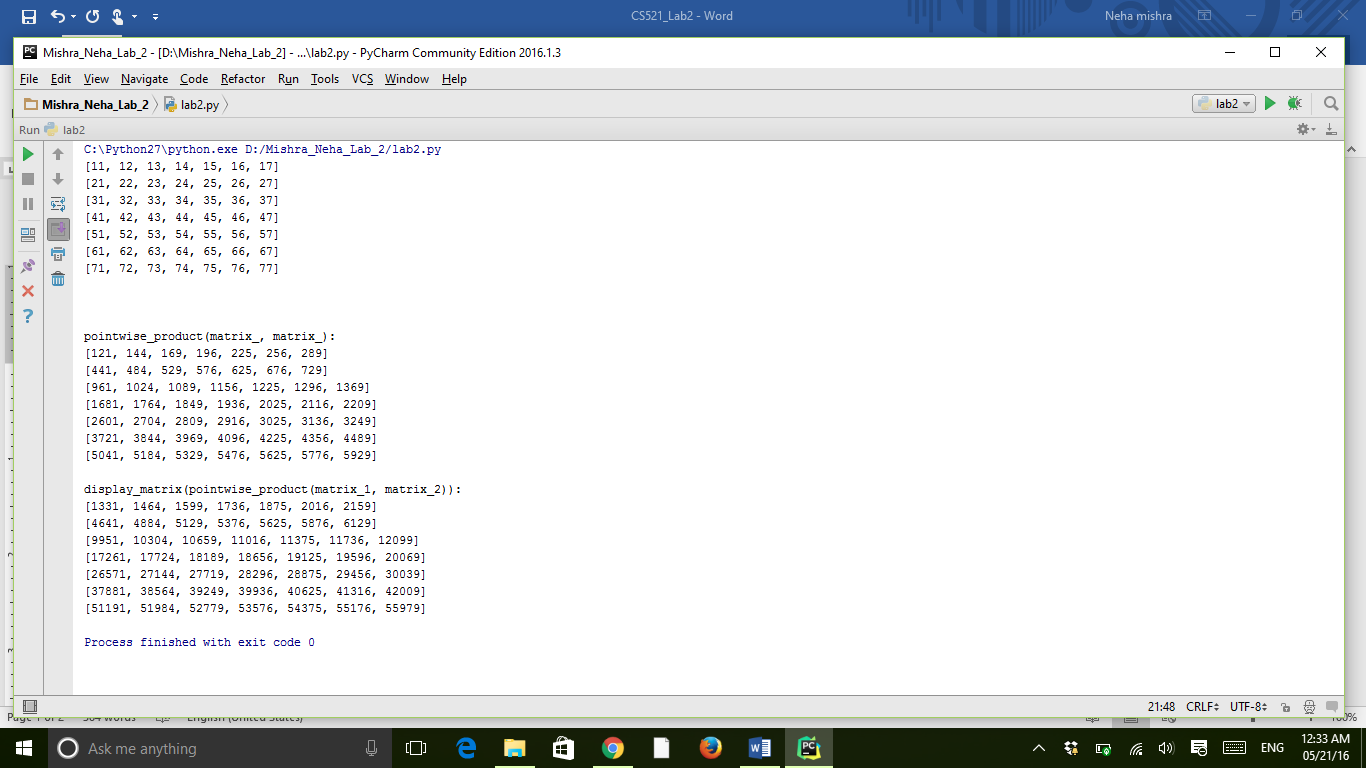 CS521_Lab2 - Word
Neha mishra
PC
Mishra_Neha_Lab_2 - [D:\Mishra_Neha_Lab_2] - ...\lab2.py - PyCharm Community Edition 2016.1.3
File Edit View Navigate Code Refactor Run Tools VCS Window Help
Mishra_Neha_Lab_2 lab2.py
lab2
Run lab2
C:\Python27\python.exe D:/Mishra_Neha_Lab_2/lab2.py
[11, 12, 13, 14, 15, 16, 17]
[21, 22, 23, 24, 25, 26, 27]
[31, 32, 33, 34, 35, 36, 37]
[41, 42, 43, 44, 45, 46, 47]
[51, 52, 53, 54, 55, 56, 57]
[61, 62, 63, 64, 65, 66, 67]
[71, 72, 73, 74, 75, 76, 77]
pointwise_product(matrix_, matrix_):
[121, 144, 169, 196, 225, 256, 289]
[441, 484, 529, 576, 625, 676, 729]
[961, 1024, 1089, 1156, 1225, 1296, 1369]
[1681, 1764, 1849, 1936, 2025, 2116, 2209]
[2601, 2704, 2809, 2916, 3025, 3136, 3249]
[3721, 3844, 3969, 4096, 4225, 4356, 4489]
[5041, 5184, 5329, 5476, 5625, 5776, 5929]
display_matrix(pointwise_product(matrix_1, matrix_2)):
[1331, 1464, 1599, 1736, 1875, 2016, 2159]
[4641, 4884, 5129, 5376, 5625, 5876, 6129]
[9951, 10304, 10659, 11016, 11375, 11736, 12099]
[17261, 17724, 18189, 18656, 19125, 19596, 20069]
[26571, 27144, 27719, 28296, 28875, 29456, 30039]
[37881, 38564, 39249, 39936, 40625, 41316, 42009]
[51191, 51984, 52779, 53576, 54375, 55176, 55979]
Process finished with exit code 0
21:48 CRLF UTF-8
Page 1 of 2 words English (United States)
Ask me anything
ENG
12:33 AM
05/21/16